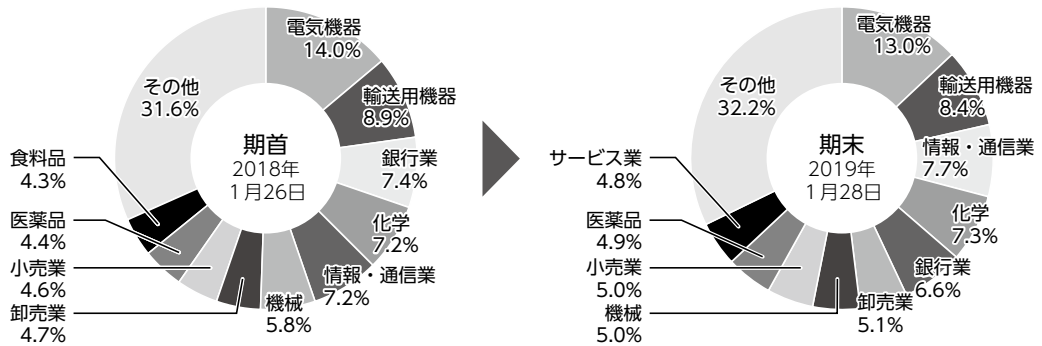 電気機器
14.0%
輸送用機器
8.9%
銀行業
7.4%
化学
7.2%
情報・通信業
7.2%
機械
5.8%
卸売業
4.7%
小売業
4.6%
医薬品
4.4%
食料品
4.3%
その他
31.6%
期首
2018年
1月26日
電気機器
13.0%
輸送用機器
8.4%
情報・通信業
7.7%
化学
7.3%
銀行業
6.6%
卸売業
5.1%
機械
5.0%
小売業
5.0%
医薬品
4.9%
サービス業
4.8%
その他
32.2%
期末
2019年
1月28日